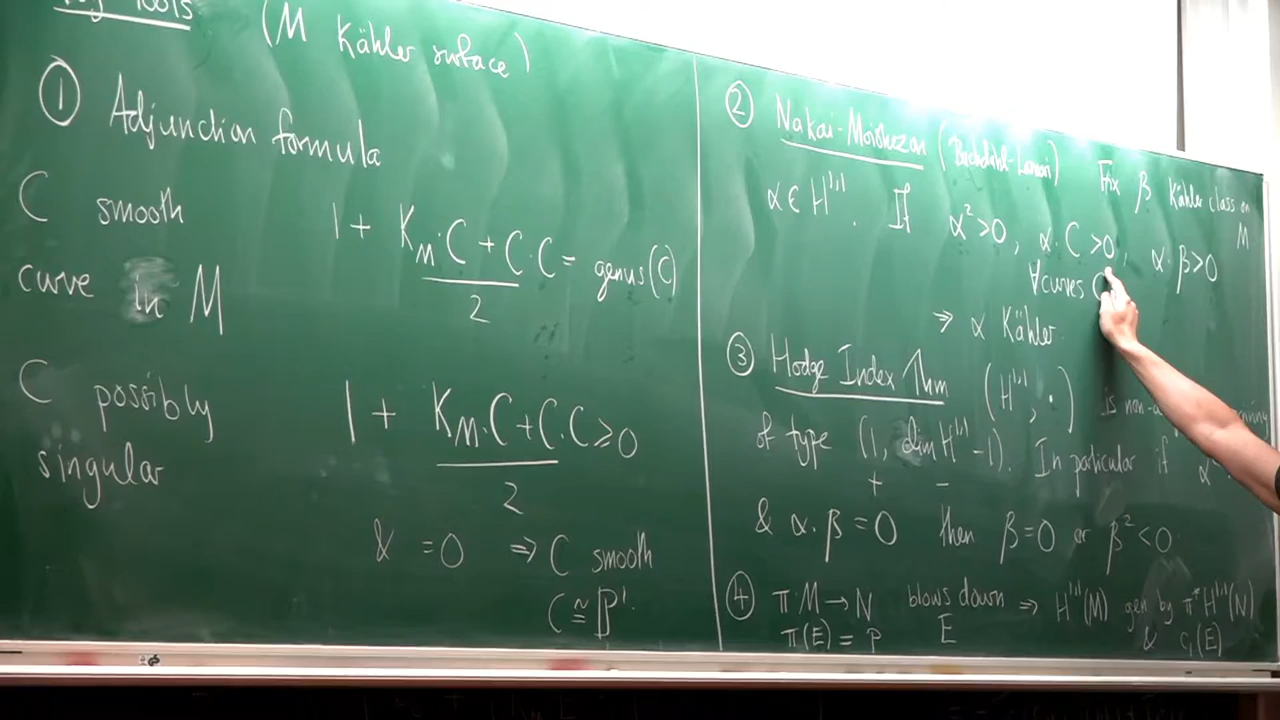 Tools
(M Kähler surface)
① Adjunction formula
C smooth
curve in M
1 + K_M·C + C·C = genus(C)
2
C possibly
singular
1 + K_M·C + C·C ≥ 0
2
& = 0 ⇒ C smooth
C ≅ ℙ¹.
② Nakai-Moishezon (Buchdahl-Lamari) Fix β Kähler class on
M
α ∈ H^{1,1}. If α² > 0, α·C > 0, α·β > 0
∀ curves C
⇒ α Kähler.
③ Hodge Index Thm (H^{1,1}, ·) is non-
of type (1, dim H^{1,1} - 1). In particular if α²
+ -
& α·β = 0 then β = 0 or β² < 0.
④ π: M → N blows down ⇒ H^{1,1}(M) gen by π*H^{1,1}(N)
π(E) = p E & c₁(E)